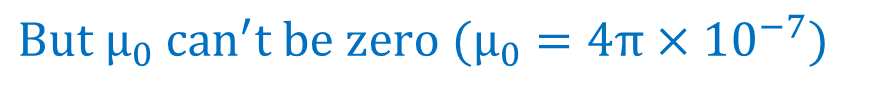 But μ₀ can′t be zero (μ₀ = 4π × 10⁻⁷)